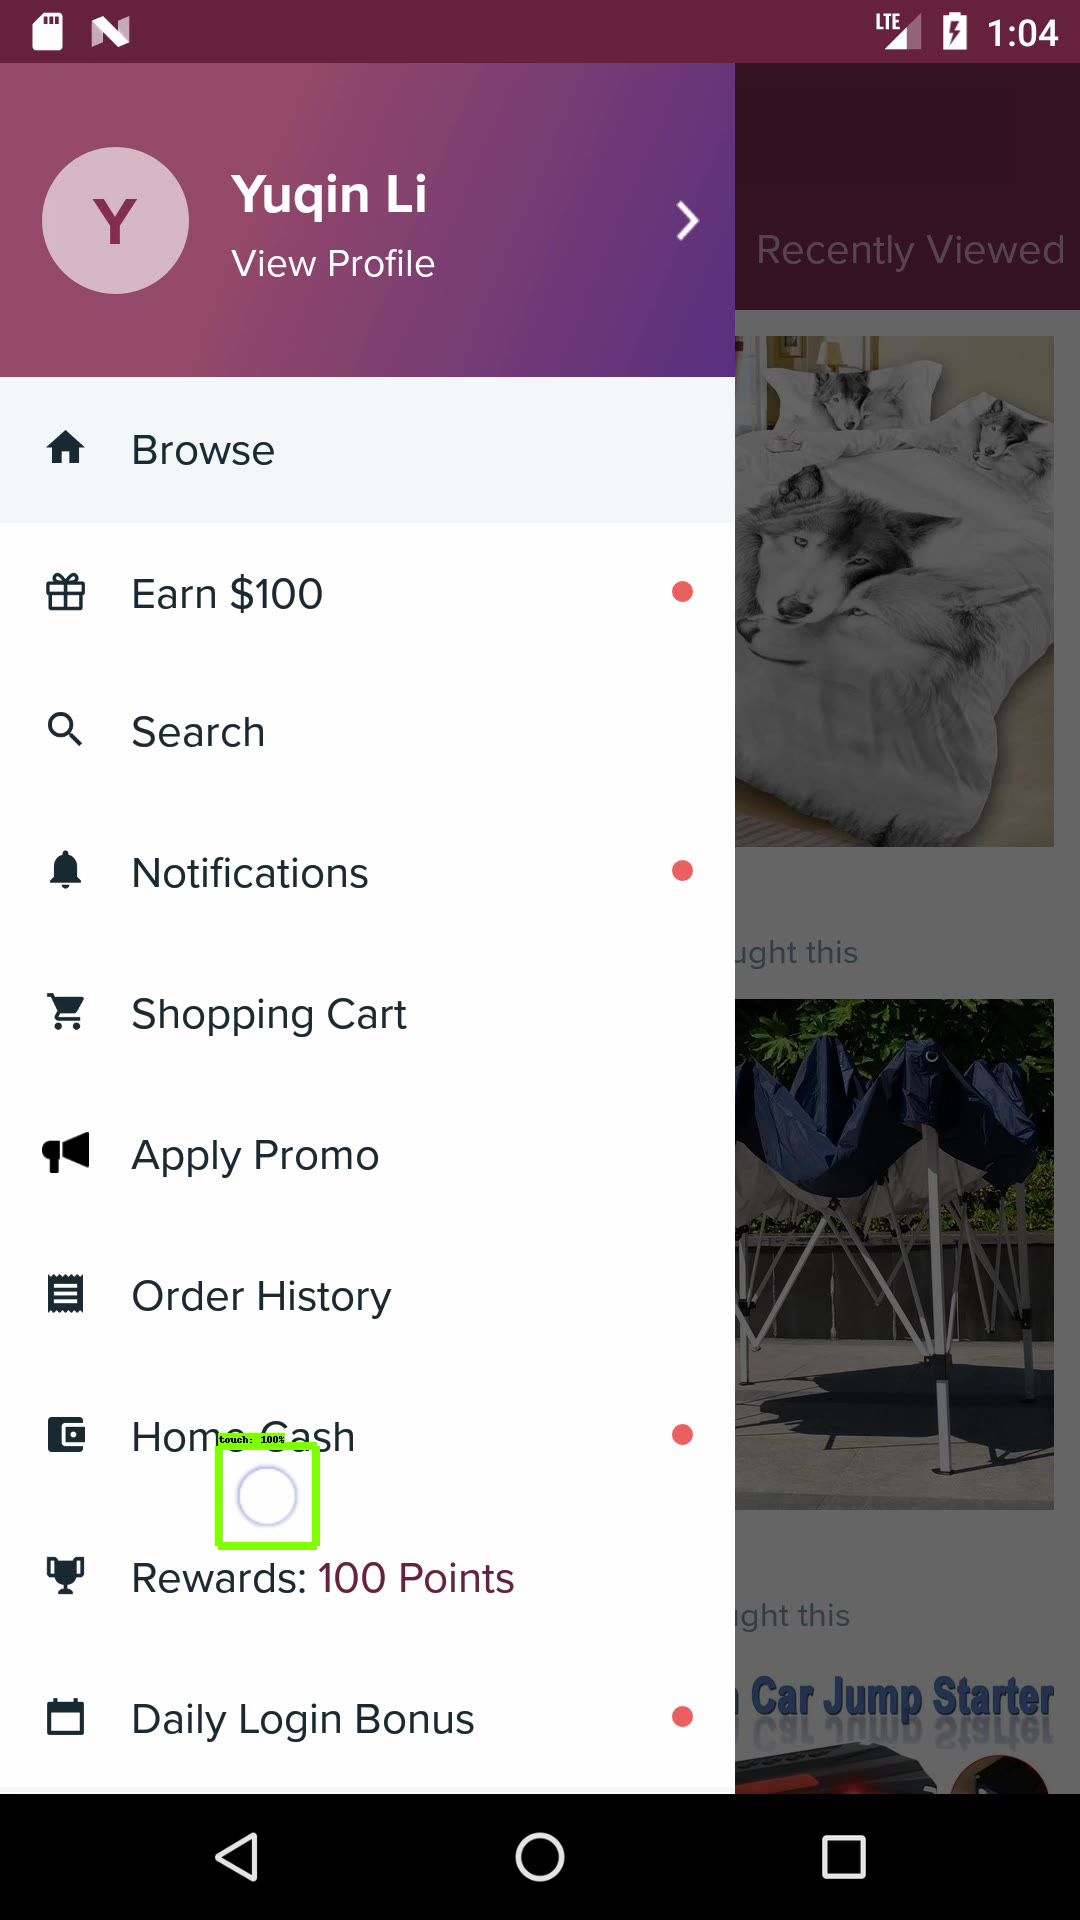 LTE 1:04
Y
Yuqin Li
View Profile
Recently Viewed
Browse
Earn $100
Search
Notifications
ught this
Shopping Cart
Apply Promo
Order History
Home Cash
touch: 100%
Rewards: 100 Points
ght this
Car Jump Starter
Daily Login Bonus